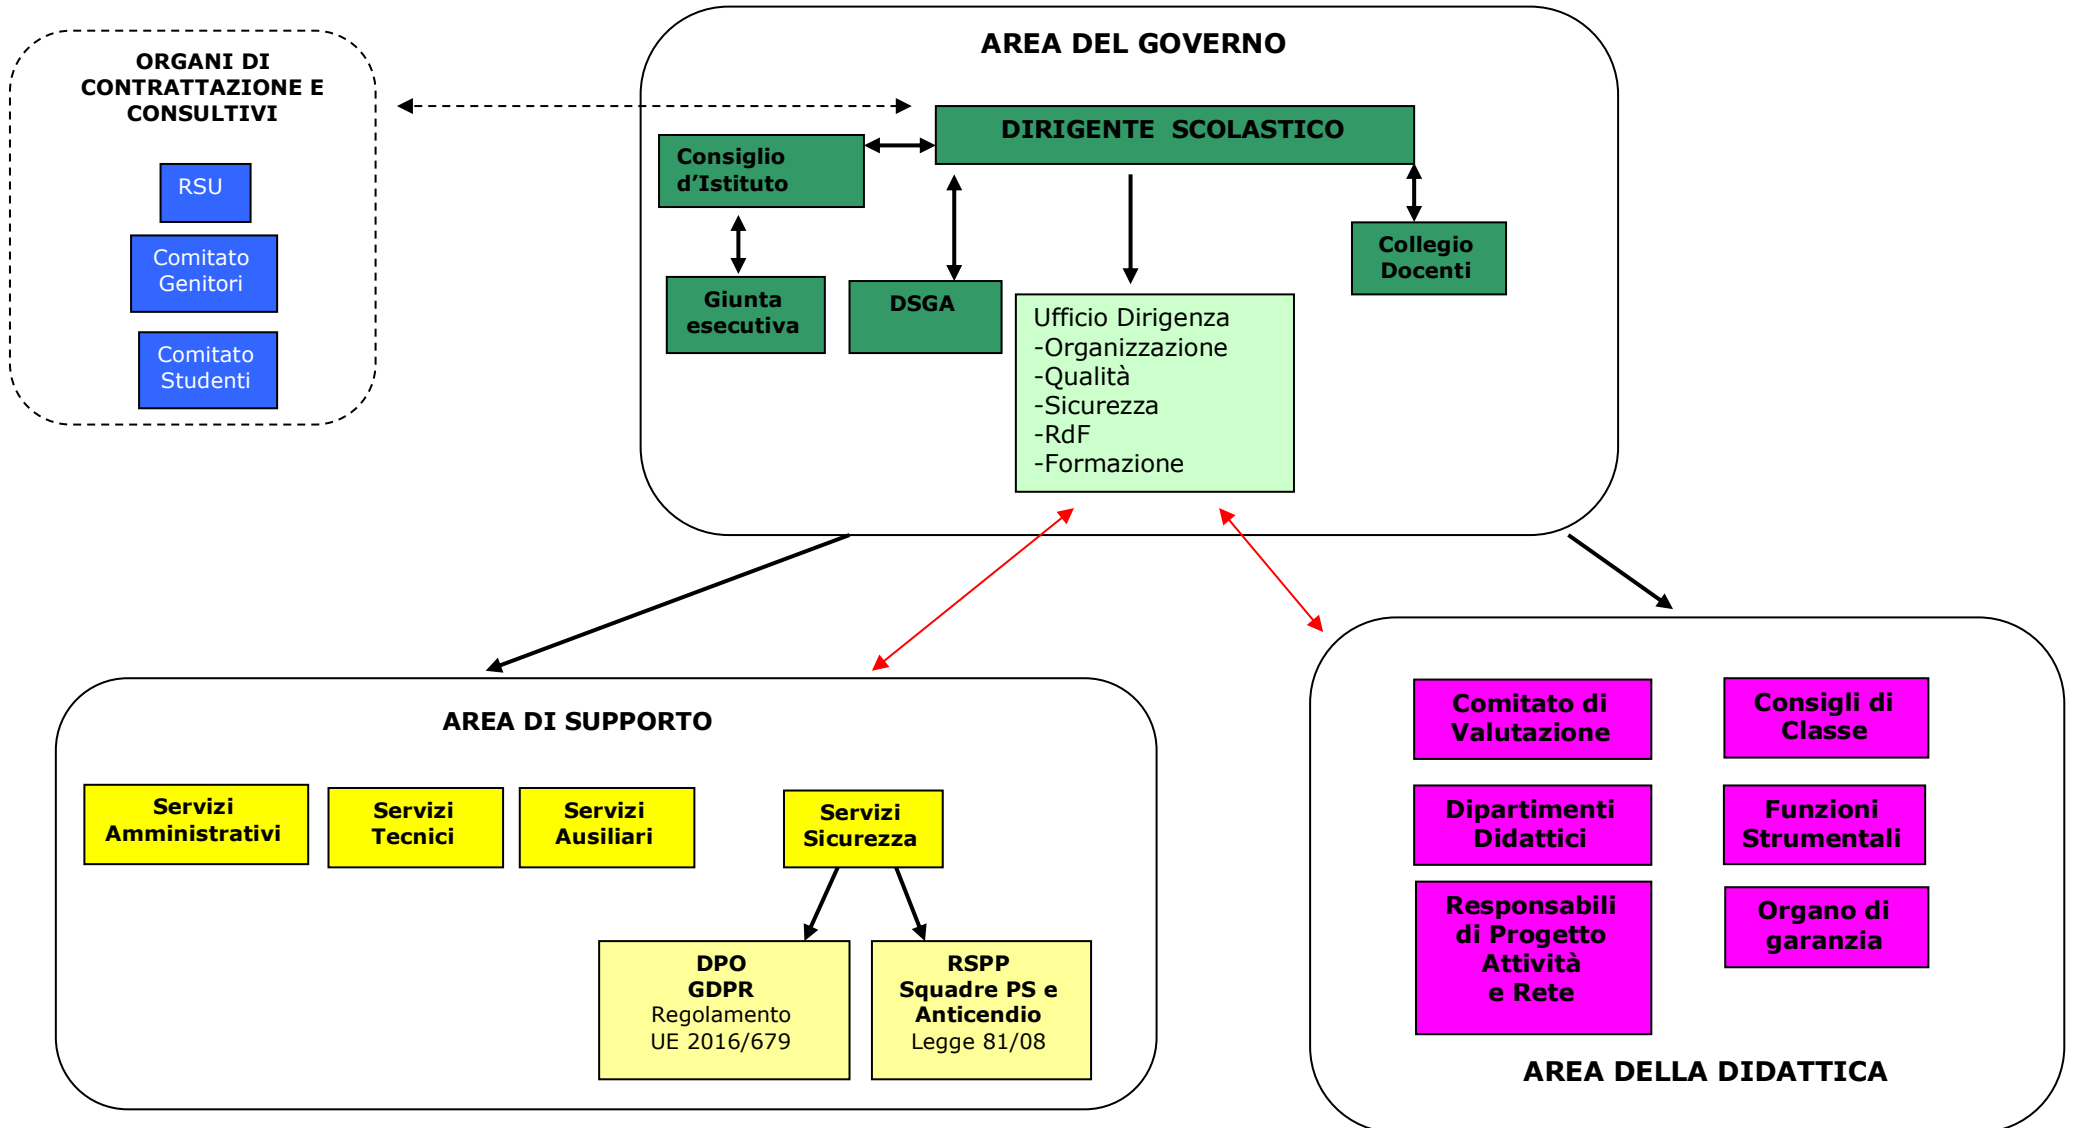 ORGANI DI
CONTRATTAZIONE E
CONSULTIVI
RSU
Comitato
Genitori
Comitato
Studenti
AREA DEL GOVERNO
DIRIGENTE SCOLASTICO
Consiglio
d'Istituto
Giunta
esecutiva
DSGA
Ufficio Dirigenza
-Organizzazione
-Qualità
-Sicurezza
-RdF
-Formazione
Collegio
Docenti
AREA DI SUPPORTO
Servizi
Amministrativi
Servizi
Tecnici
Servizi
Ausiliari
Servizi
Sicurezza
DPO
GDPR
Regolamento
UE 2016/679
RSPP
Squadre PS e
Anticendio
Legge 81/08
Comitato di
Valutazione
Consigli di
Classe
Dipartimenti
Didattici
Funzioni
Strumentali
Responsabili
di Progetto
Attività
e Rete
Organo di
garanzia
AREA DELLA DIDATTICA